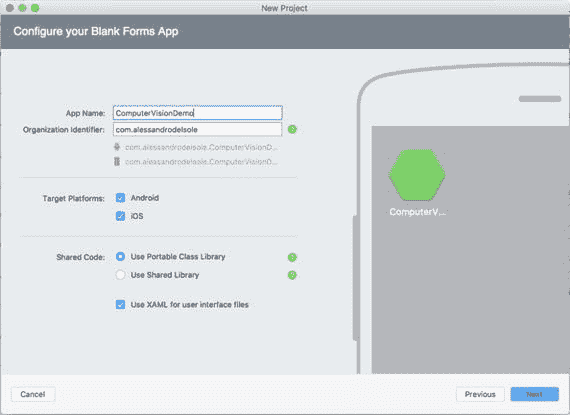 New Project
Configure your Blank Forms App
App Name: ComputerVisionDemo
Organization Identifier: com.alessandrodelsole
com.alessandrodelsole.ComputerVisionD...
com.alessandrodelsole.ComputerVisionD...
Target Platforms: Android
iOS
ComputerV...
Shared Code: Use Portable Class Library
Use Shared Library
Use XAML for user interface files
Cancel Previous Next